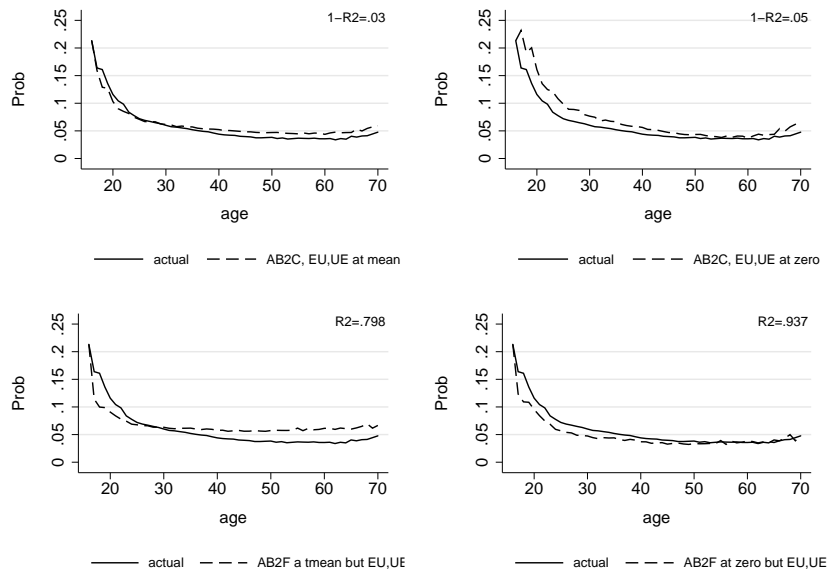 1−R2=.03
Prob
0 .05 .1 .15 .2 .25
20 30 40 50 60 70
age
actual AB2C, EU,UE at mean
1−R2=.05
Prob
0 .05 .1 .15 .2 .25
20 30 40 50 60 70
age
actual AB2C, EU,UE at zero
R2=.798
Prob
0 .05 .1 .15 .2 .25
20 30 40 50 60 70
age
actual AB2F a tmean but EU,UE
R2=.937
Prob
0 .05 .1 .15 .2 .25
20 30 40 50 60 70
age
actual AB2F at zero but EU,UE